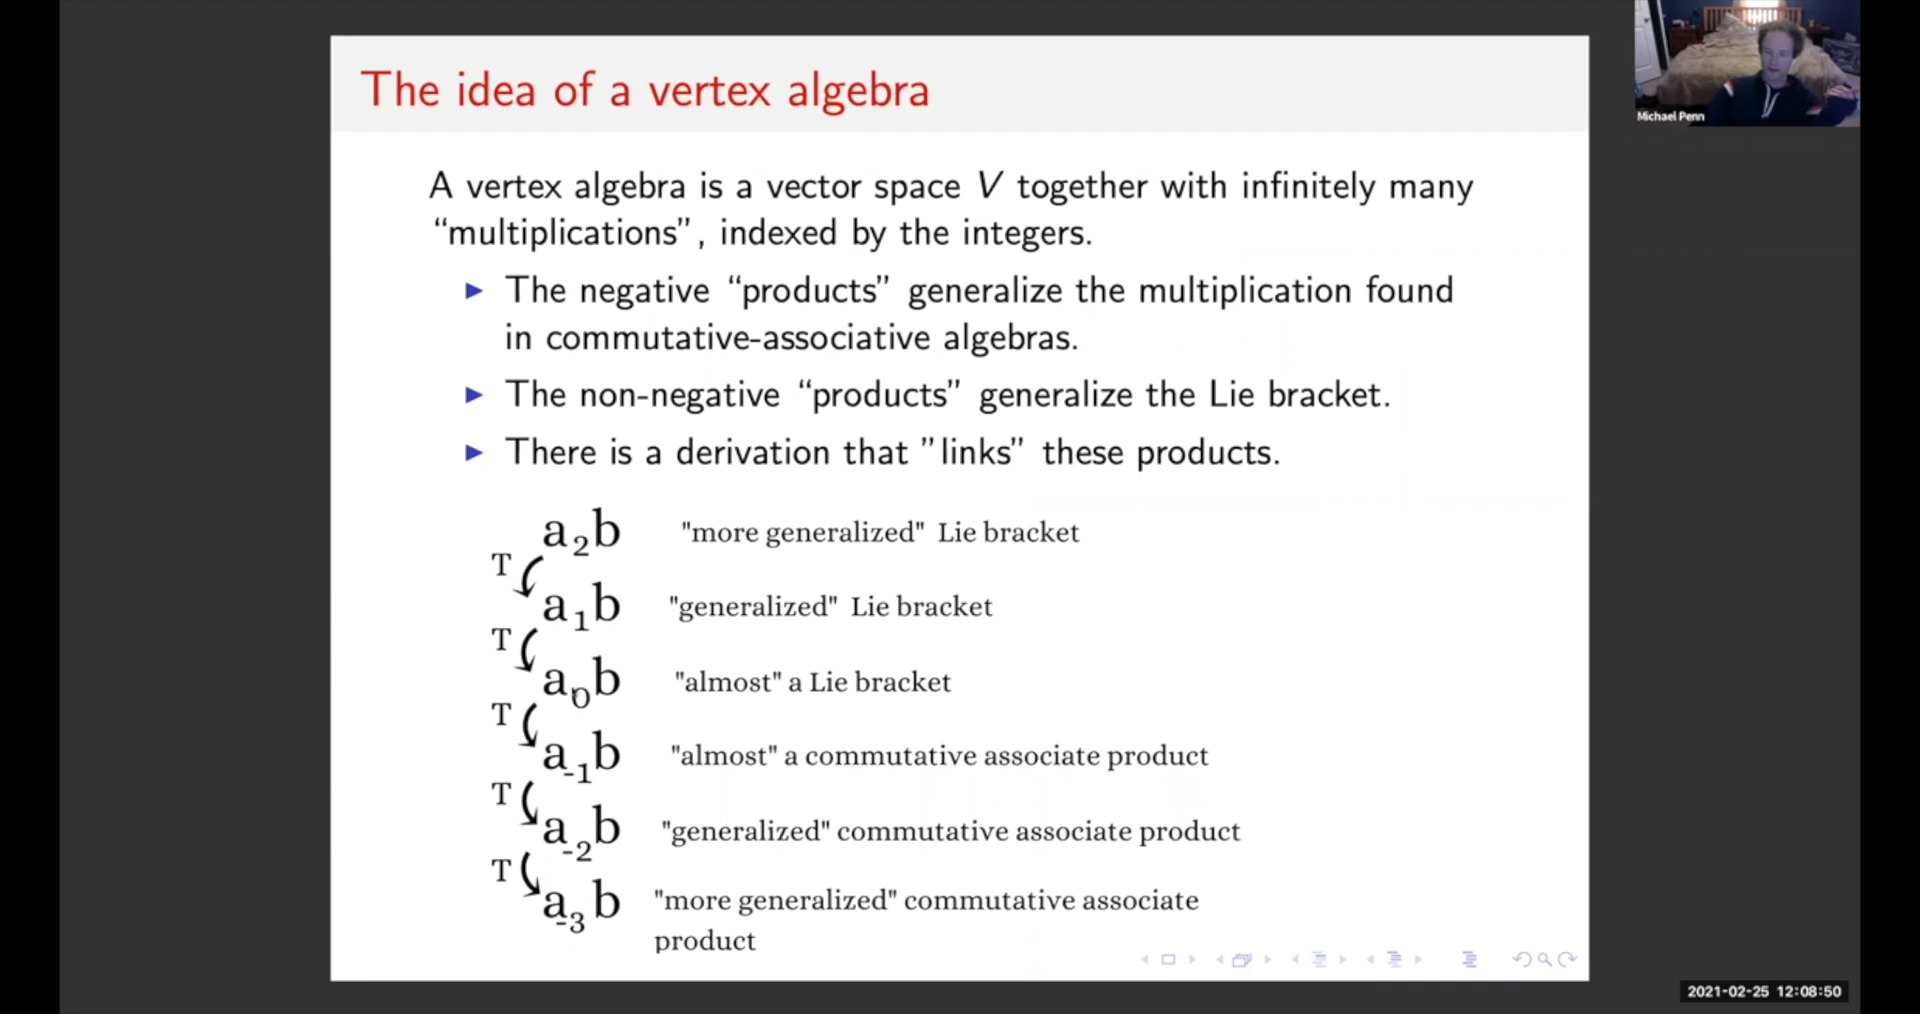 The idea of a vertex algebra
Michael Penn
A vertex algebra is a vector space V together with infinitely many
“multiplications”, indexed by the integers.
► The negative “products” generalize the multiplication found
in commutative-associative algebras.
► The non-negative “products” generalize the Lie bracket.
► There is a derivation that ”links” these products.
a₂b "more generalized" Lie bracket
T
a₁b "generalized" Lie bracket
T
a₀b "almost" a Lie bracket
T
a₋₁b "almost" a commutative associate product
T
a₋₂b "generalized" commutative associate product
T
a₋₃b "more generalized" commutative associate
product
2021-02-25 12:08:50